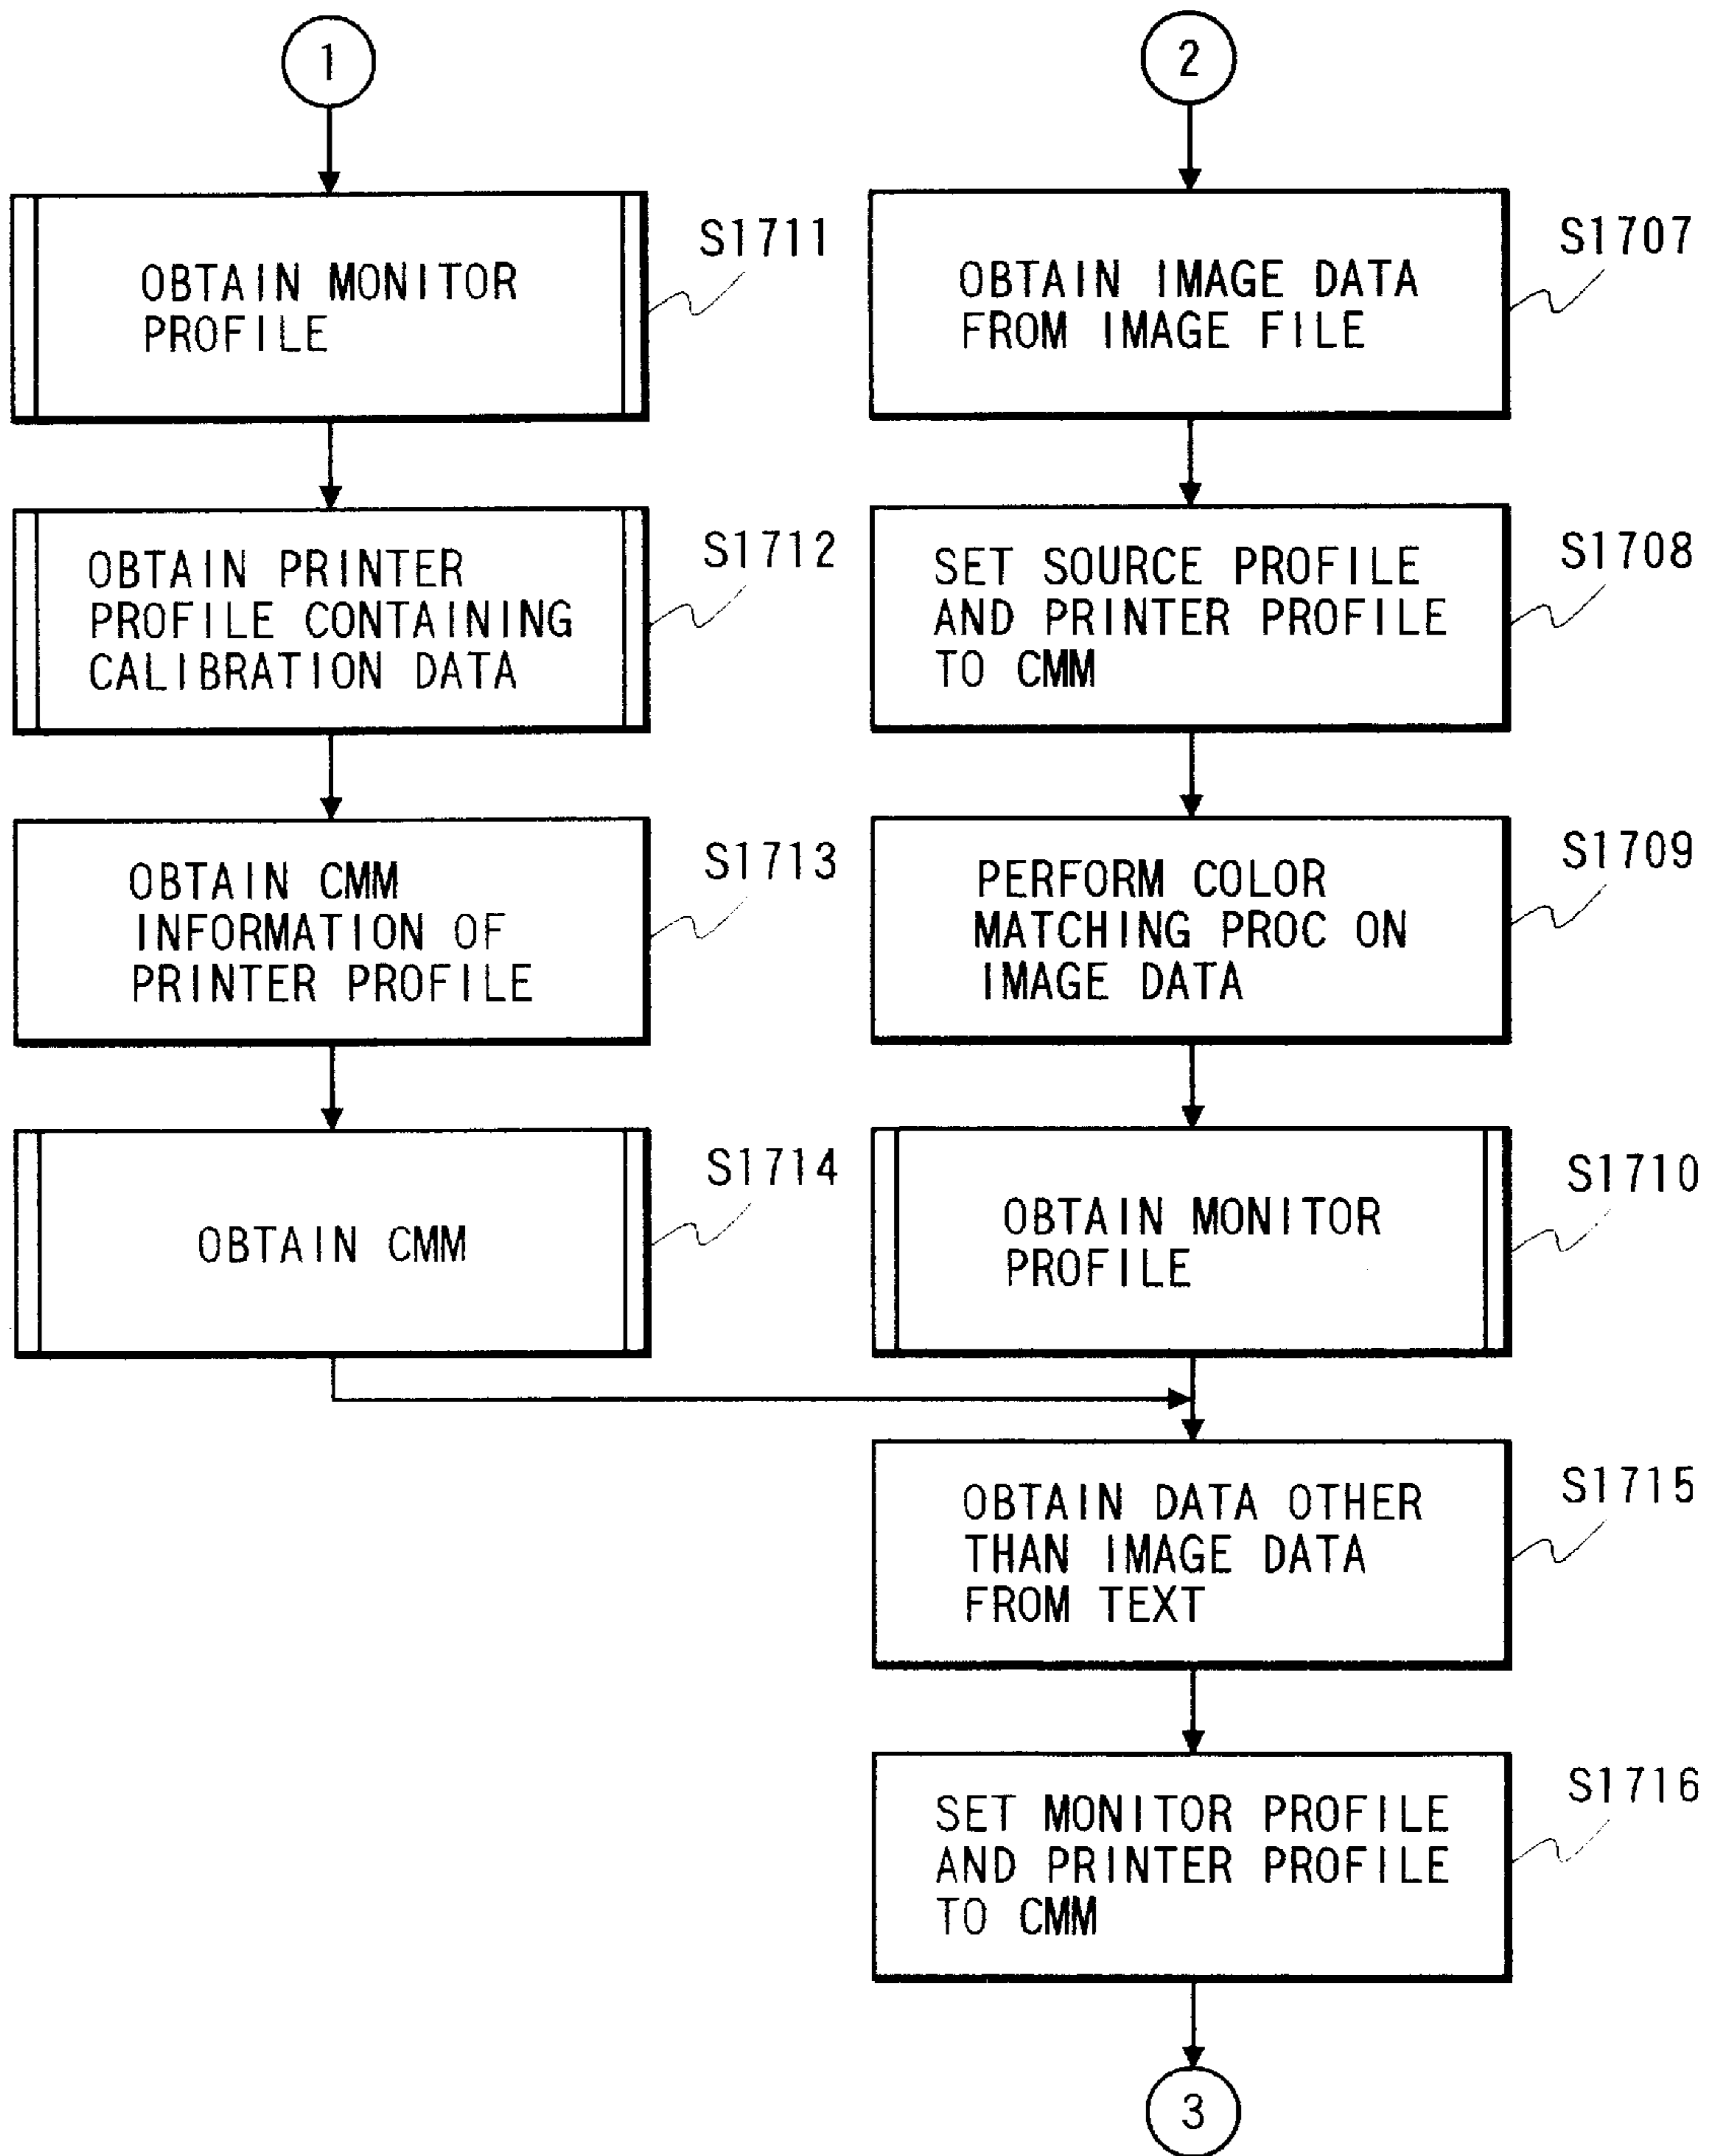 1
OBTAIN MONITOR
PROFILE
S1711
OBTAIN PRINTER
PROFILE CONTAINING
CALIBRATION DATA
S1712
OBTAIN CMM
INFORMATION OF
PRINTER PROFILE
S1713
OBTAIN CMM
S1714
2
OBTAIN IMAGE DATA
FROM IMAGE FILE
S1707
SET SOURCE PROFILE
AND PRINTER PROFILE
TO CMM
S1708
PERFORM COLOR
MATCHING PROC ON
IMAGE DATA
S1709
OBTAIN MONITOR
PROFILE
S1710
OBTAIN DATA OTHER
THAN IMAGE DATA
FROM TEXT
S1715
SET MONITOR PROFILE
AND PRINTER PROFILE
TO CMM
S1716
3